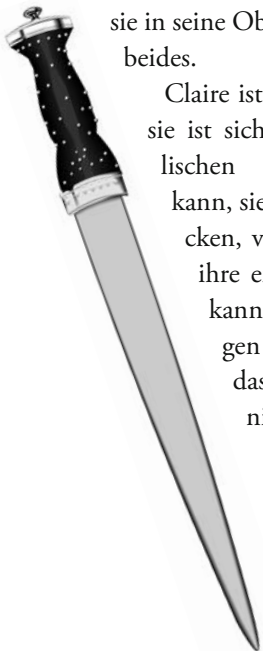 sie in seine Ob
beides.
Claire ist
sie ist sich
lischen
kann, sie
cken, v
ihre e
kann
gen
das
ni